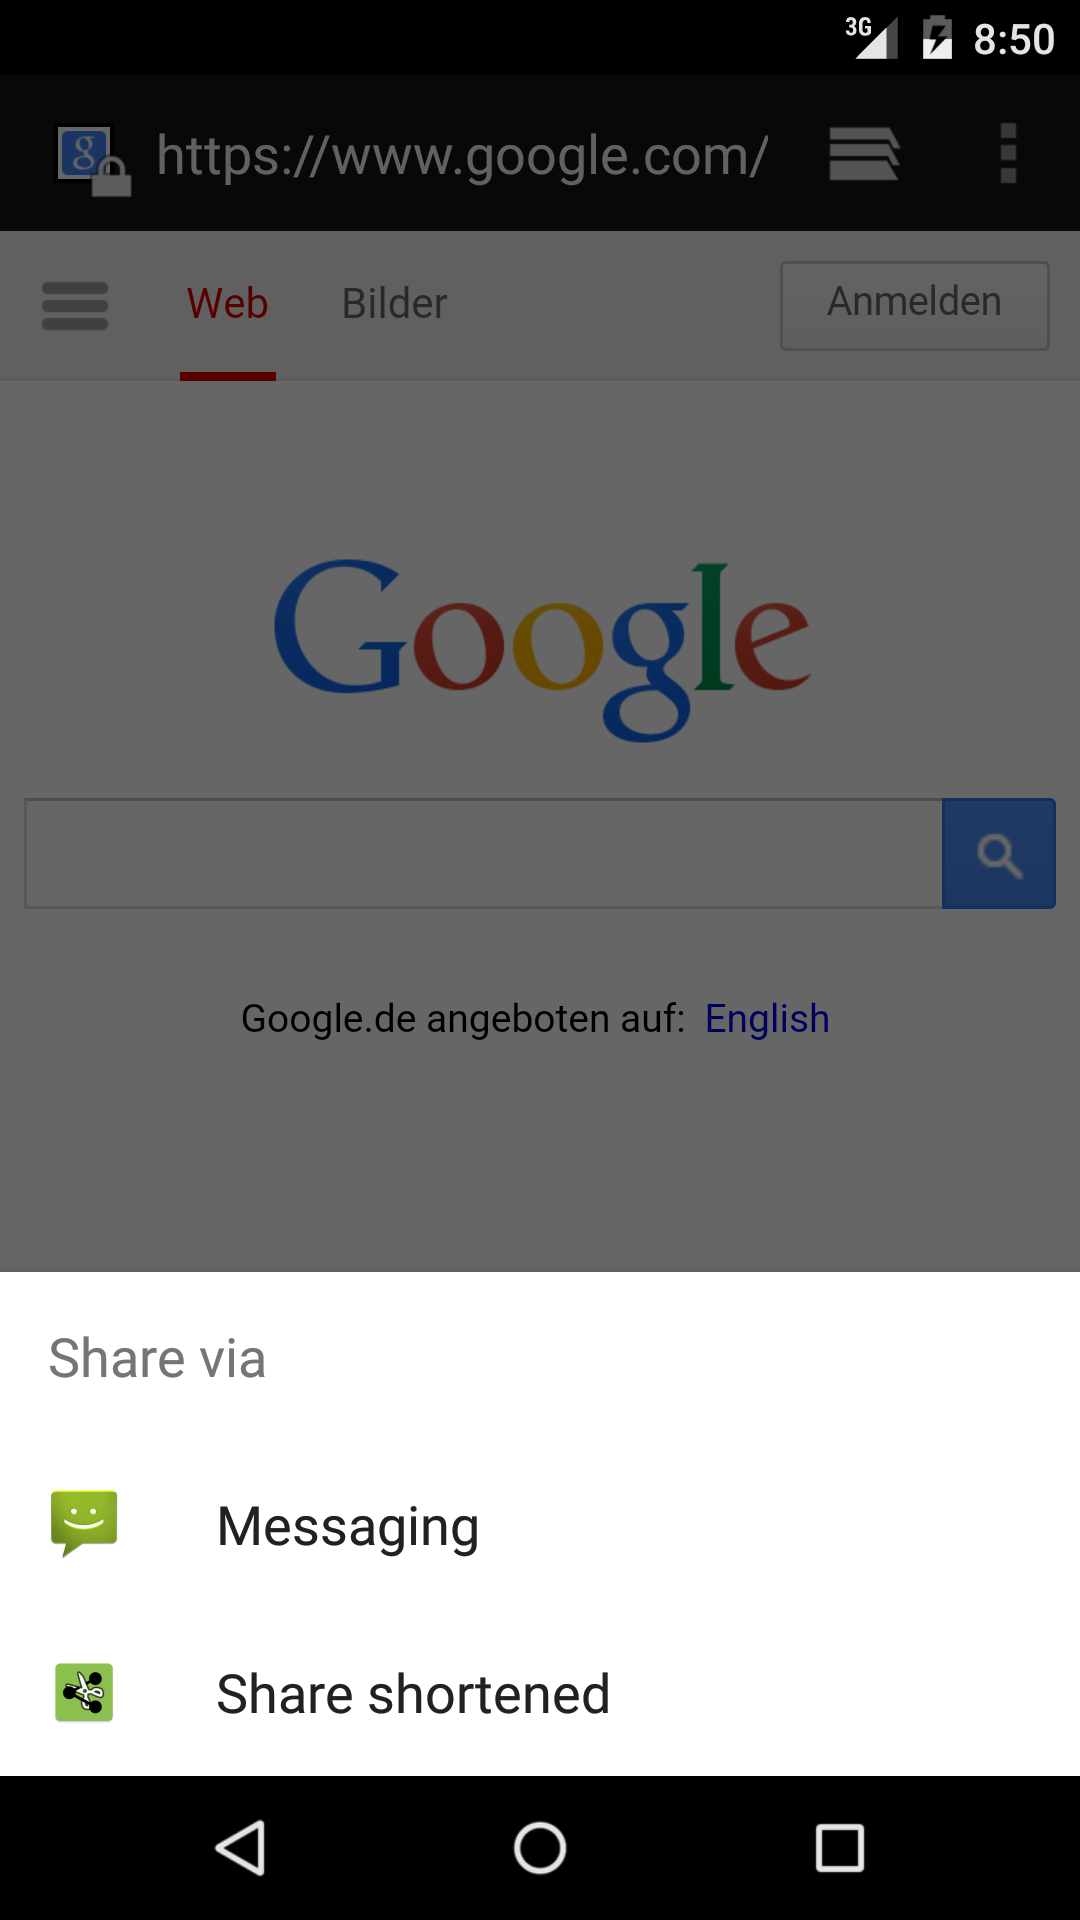 3G 8:50
g https://www.google.com/
Web Bilder Anmelden
Google
Google.de angeboten auf: English
Share via
Messaging
Share shortened